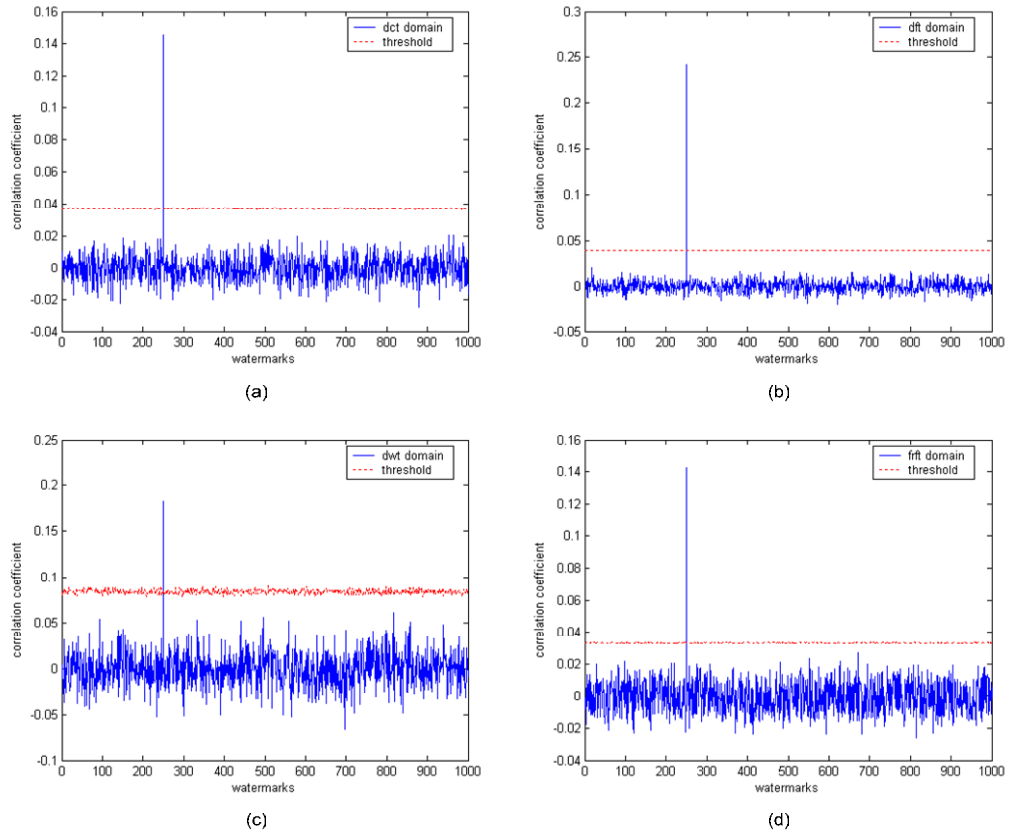 0.16
0.14
0.12
0.1
0.08
0.06
0.04
0.02
0
-0.02
-0.04
correlation coefficient
dct domain
threshold
0 100 200 300 400 500 600 700 800 900 1000
watermarks
(a)
0.3
0.25
0.2
0.15
0.1
0.05
0
-0.05
correlation coefficient
dft domain
threshold
0 100 200 300 400 500 600 700 800 900 1000
watermarks
(b)
0.25
0.2
0.15
0.1
0.05
0
-0.05
-0.1
correlation coefficient
dwt domain
threshold
0 100 200 300 400 500 600 700 800 900 1000
watermarks
(c)
0.16
0.14
0.12
0.1
0.08
0.06
0.04
0.02
0
-0.02
-0.04
correlation coefficient
frft domain
threshold
0 100 200 300 400 500 600 700 800 900 1000
watermarks
(d)